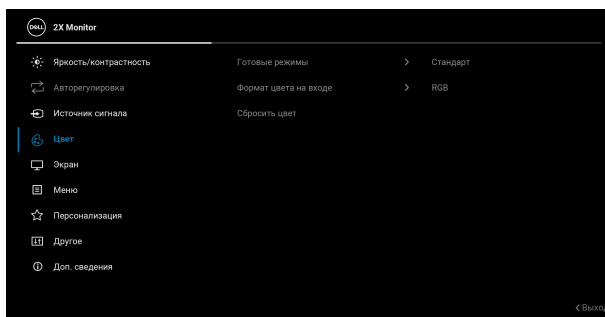 DELL 2X Monitor
Яркость/контрастность Готовые режимы > Стандарт
Авторегулировка Формат цвета на входе > RGB
Источник сигнала Сбросить цвет
Цвет
Экран
Меню
Персонализация
Другое
Доп. сведения
< Выход